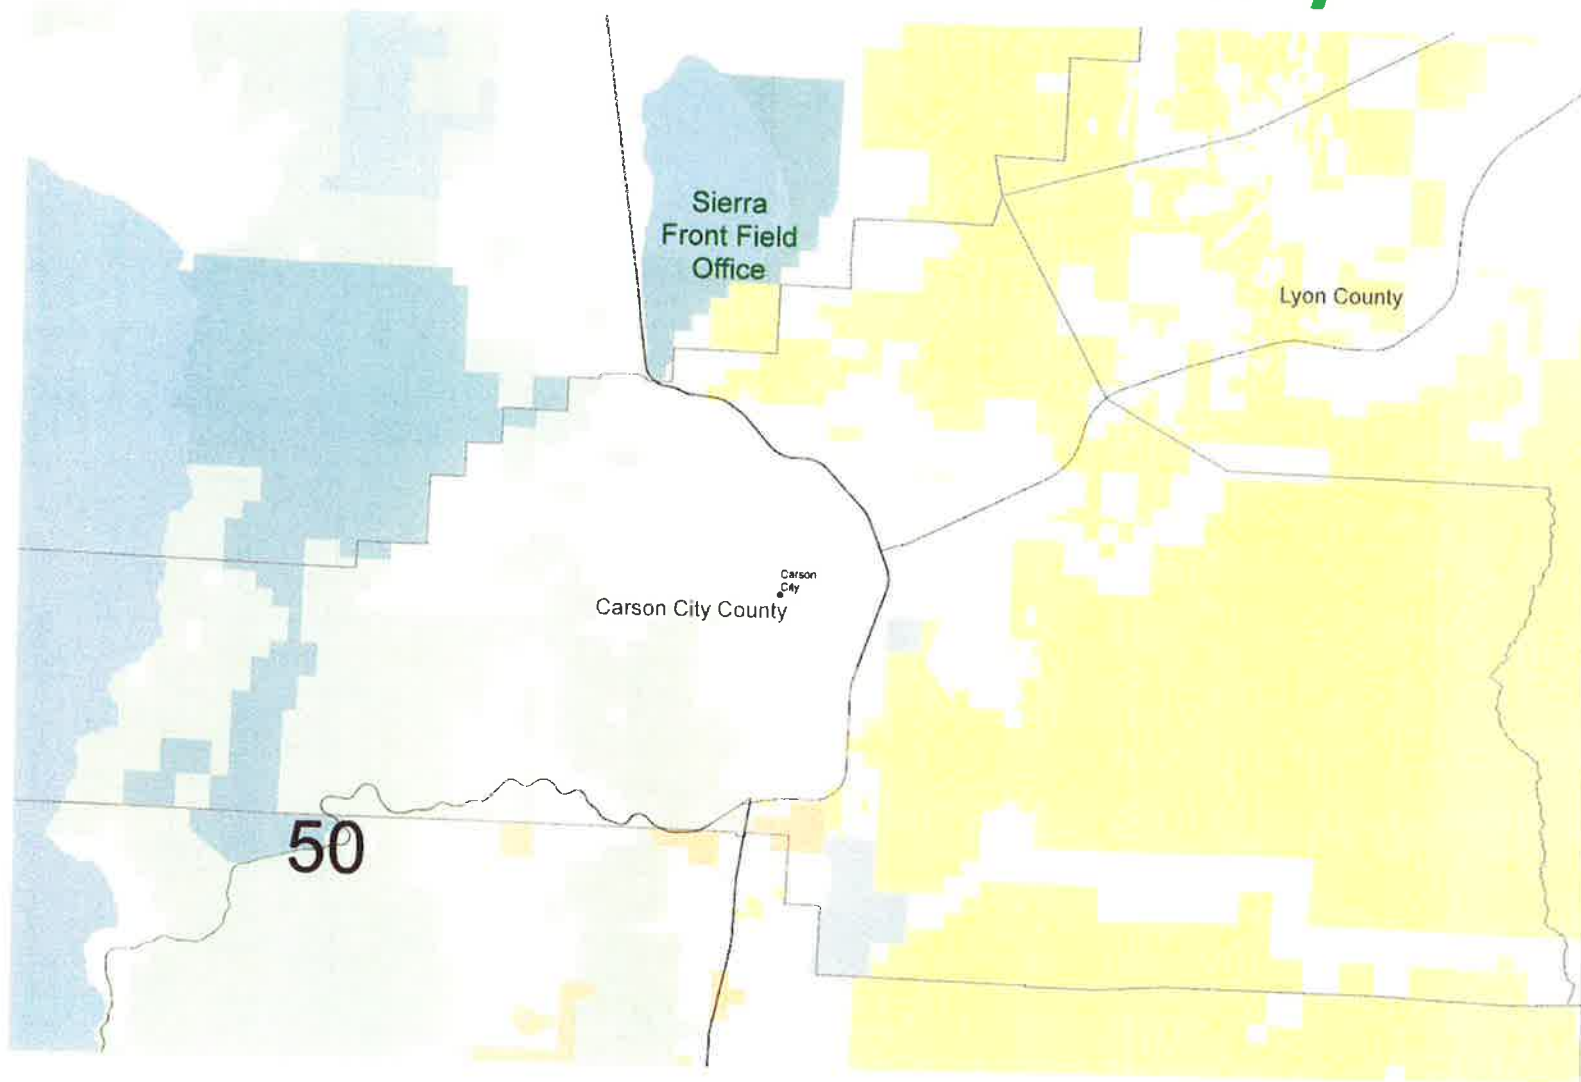 Sierra
Front Field
Office
Lyon County
Carson
City
Carson City County
50